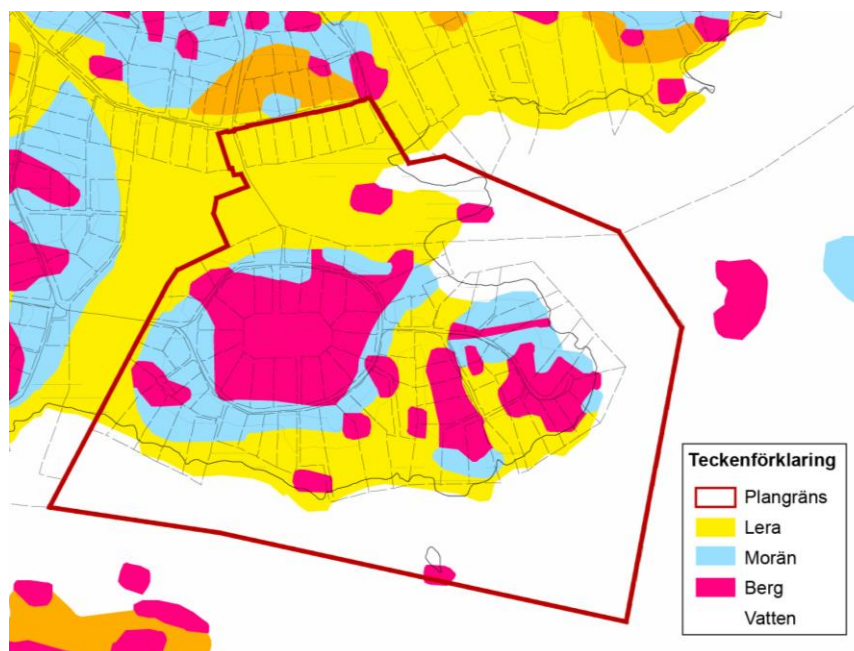 Teckenförklaring
Plangräns
Lera
Morän
Berg
Vatten